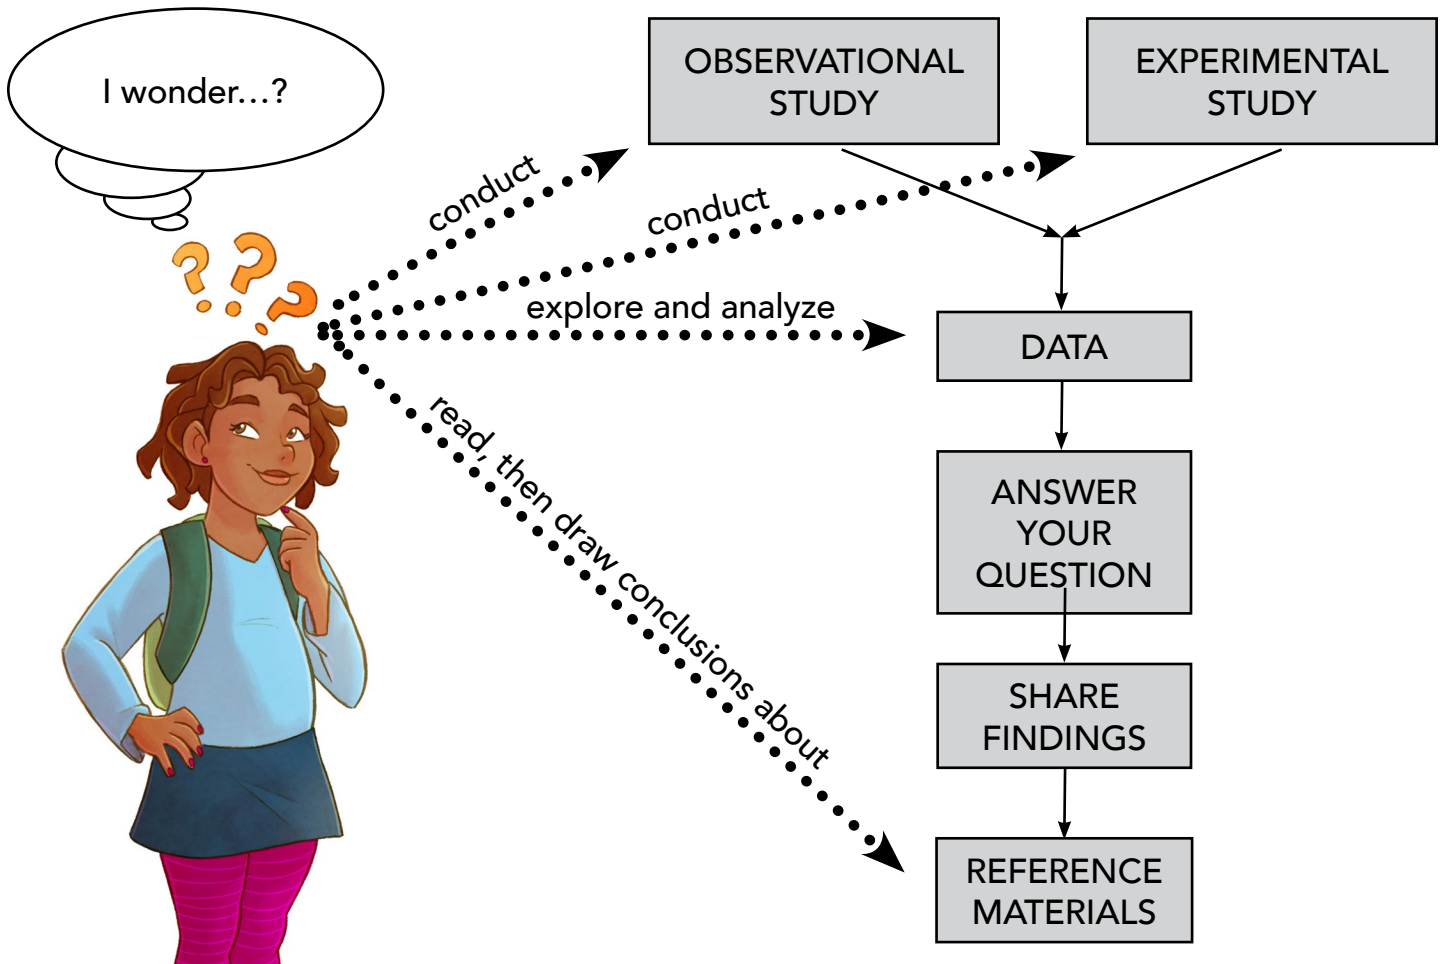 I wonder...?
OBSERVATIONAL
STUDY
EXPERIMENTAL
STUDY
conduct
conduct
explore and analyze
read, then draw conclusions about
DATA
ANSWER
YOUR
QUESTION
SHARE
FINDINGS
REFERENCE
MATERIALS